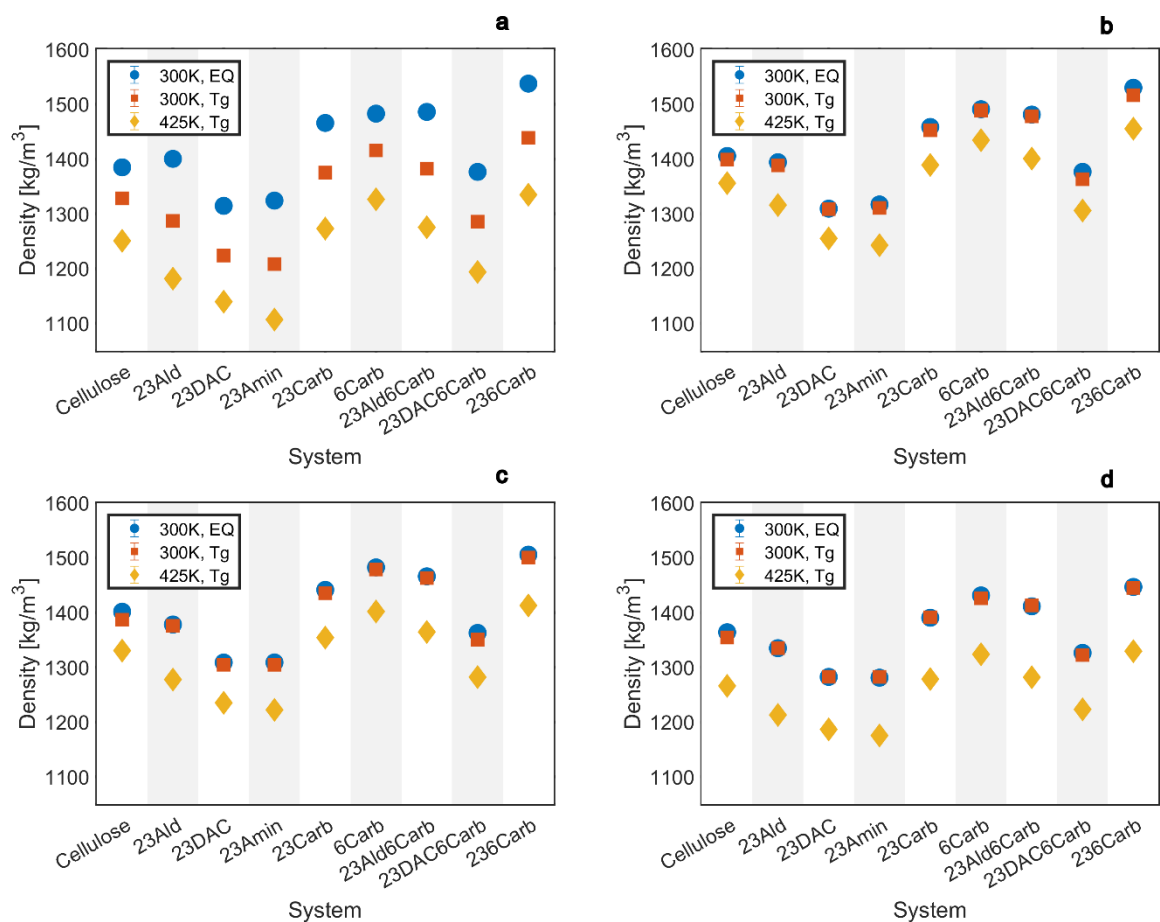 a
1600
1500
1400
1300
1200
1100
Density [kg/m³]
300K, EQ
300K, Tg
425K, Tg
Cellulose
23Ald
23DAC
23Amin
23Carb
6Carb
23Ald6Carb
23DAC6Carb
236Carb
System
b
1600
1500
1400
1300
1200
1100
Density [kg/m³]
300K, EQ
300K, Tg
425K, Tg
Cellulose
23Ald
23DAC
23Amin
23Carb
6Carb
23Ald6Carb
23DAC6Carb
236Carb
System
c
1600
1500
1400
1300
1200
1100
Density [kg/m³]
300K, EQ
300K, Tg
425K, Tg
Cellulose
23Ald
23DAC
23Amin
23Carb
6Carb
23Ald6Carb
23DAC6Carb
236Carb
System
d
1600
1500
1400
1300
1200
1100
Density [kg/m³]
300K, EQ
300K, Tg
425K, Tg
Cellulose
23Ald
23DAC
23Amin
23Carb
6Carb
23Ald6Carb
23DAC6Carb
236Carb
System